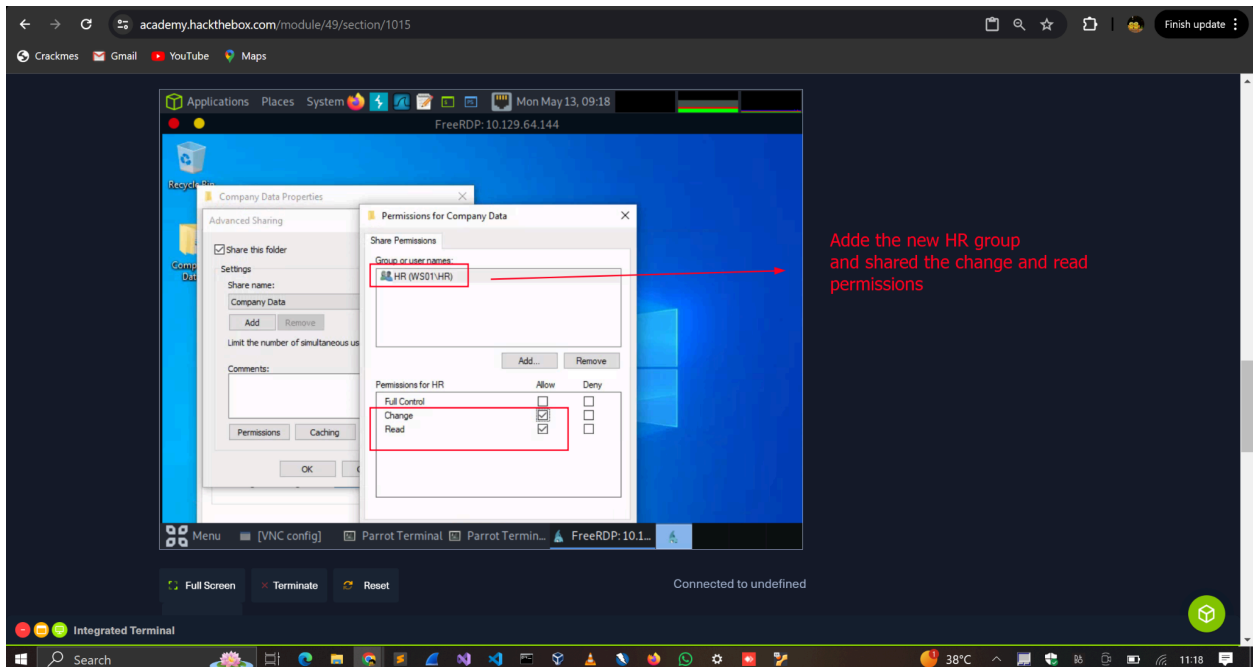 academy.hackthebox.com/module/49/section/1015
Finish update
Crackmes Gmail YouTube Maps
Applications Places System Mon May 13, 09:18
FreeRDP: 10.129.64.144
Recycle Bin
Company Data Properties
Advanced Sharing
Share this folder
Settings
Share name:
Company Data
Add Remove
Limit the number of simultaneous us
Comments:
Permissions Caching
OK
Permissions for Company Data
Share Permissions
Group or user names:
HR (WS01\HR)
Add... Remove
Permissions for HR Allow Deny
Full Control
Change
Read
Adde the new HR group
and shared the change and read
permissions
Menu [VNC config] Parrot Terminal Parrot Termin... FreeRDP: 10.1...
Full Screen Terminate Reset Connected to undefined
Integrated Terminal
Search 38°C 11:18